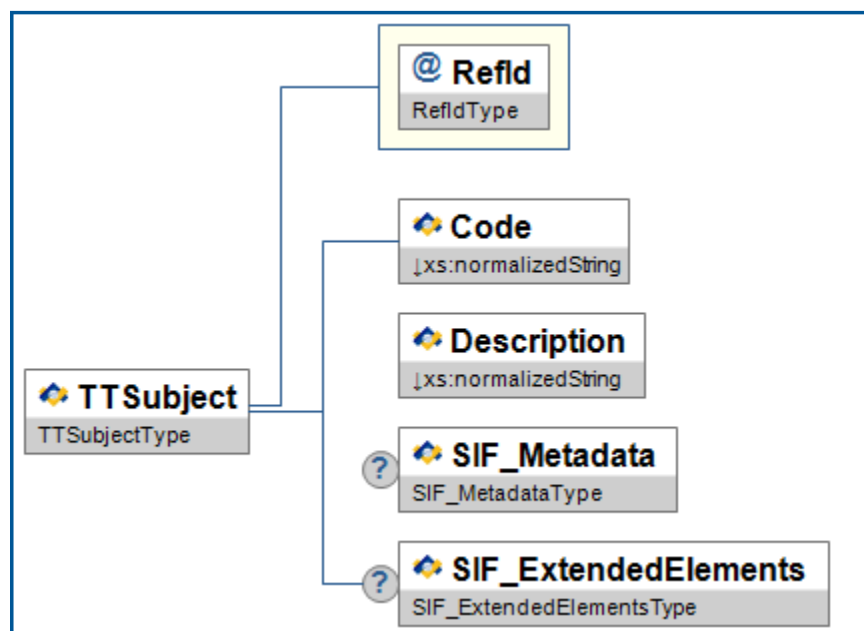 @ RefId
RefIdType
Code
↓xs:normalizedString
Description
↓xs:normalizedString
TTSubject
TTSubjectType
? SIF_Metadata
SIF_MetadataType
? SIF_ExtendedElements
SIF_ExtendedElementsType